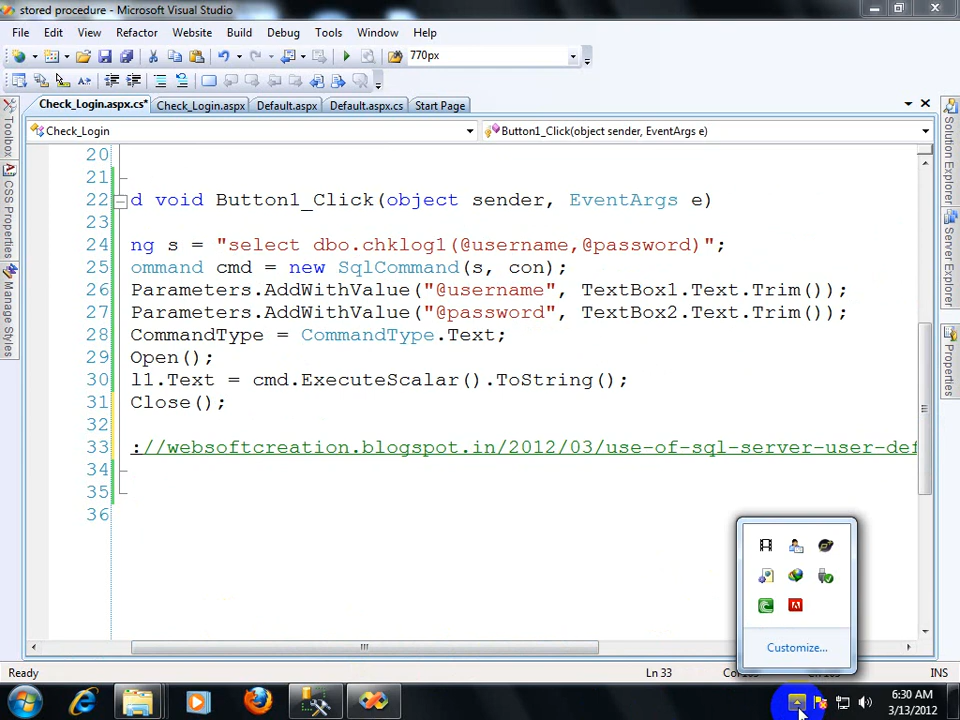 stored procedure - Microsoft Visual Studio
File Edit View Refactor Website Build Debug Tools Window Help
770px
Check_Login.aspx.cs* Check_Login.aspx Default.aspx Default.aspx.cs Start Page
Check_Login Button1_Click(object sender, EventArgs e)
Toolbox
CSS Properties
Manage Styles
Solution Explorer
Server Explorer
Properties
20
21
22 d void Button1_Click(object sender, EventArgs e)
23
24 ng s = "select dbo.chklog1(@username,@password)";
25 ommand cmd = new SqlCommand(s, con);
26 Parameters.AddWithValue("@username", TextBox1.Text.Trim());
27 Parameters.AddWithValue("@password", TextBox2.Text.Trim());
28 CommandType = CommandType.Text;
29 Open();
30 l1.Text = cmd.ExecuteScalar().ToString();
31 Close();
32
33 ://websoftcreation.blogspot.in/2012/03/use-of-sql-server-user-def
34
35
36
Customize...
Ready Ln 33 INS
6:30 AM
3/13/2012